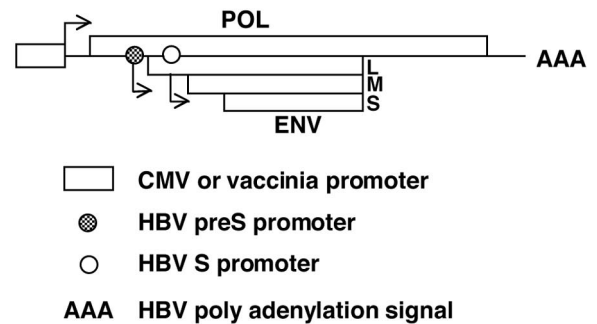 POL
AAA
L
M
S
ENV
CMV or vaccinia promoter
HBV preS promoter
HBV S promoter
AAA HBV poly adenylation signal